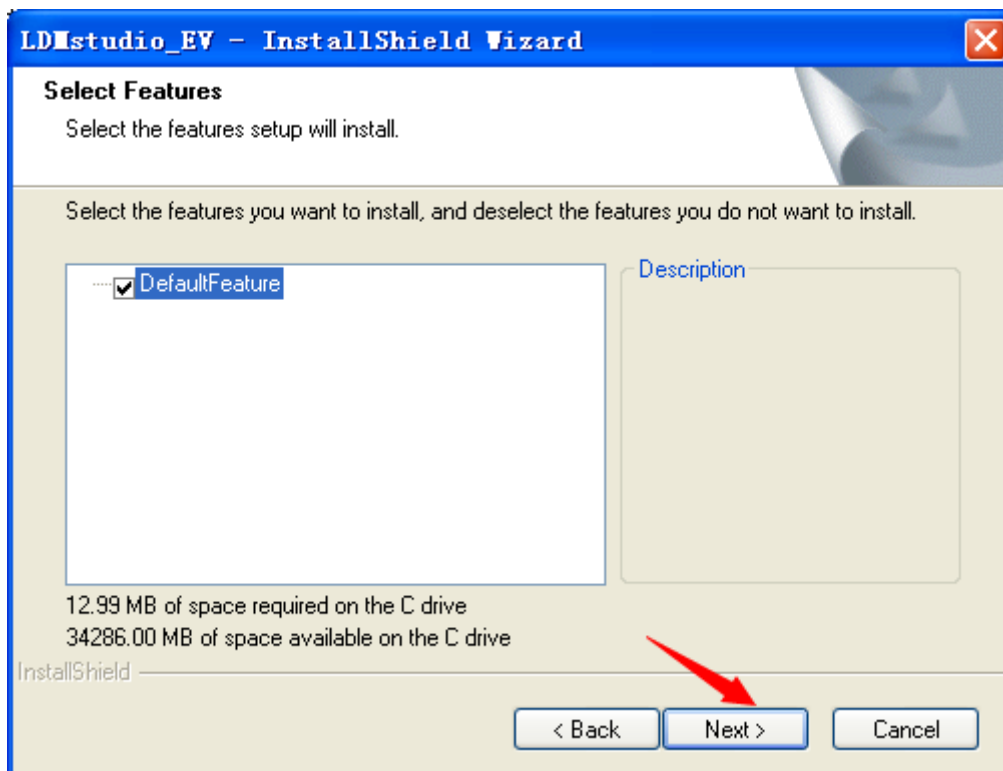 LDMstudio_EV - InstallShield Wizard
Select Features
Select the features setup will install.
Select the features you want to install, and deselect the features you do not want to install.
DefaultFeature
Description
12.99 MB of space required on the C drive
34286.00 MB of space available on the C drive
InstallShield
< Back
Next >
Cancel